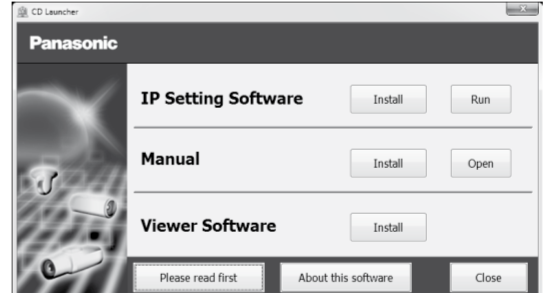 CD Launcher
Panasonic
IP Setting Software Install Run
Manual Install Open
Viewer Software Install
Please read first About this software Close